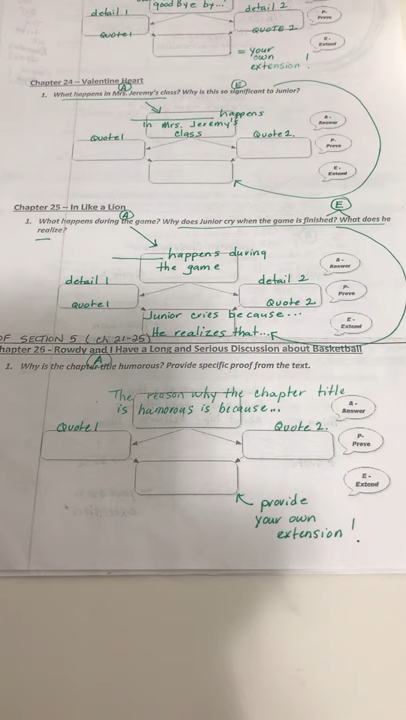 good bye by..."
detail 1
detail 2
P-
Prove
quote 1
QUOTE 2
E-
Extend
= your
own
extension!
Chapter 24 – Valentine Heart
A
E
1. What happens in Mrs. Jeremy's class? Why is this so significant to Junior?
happens
in Mrs. Jeremy's
class
A-
Answer
Quote 1
Quote 2.
P-
Prove
E-
Extend
Chapter 25 – In Like a Lion
A
E
1. What happens during the game? Why does Junior cry when the game is finished? What does he
realize?
happens during
the game
A-
Answer
detail 1
detail 2
P-
Prove
quote 1
Quote 2
Junior cries because...
E-
Extend
He realizes that...
OF SECTION 5 (ch 21-25)
hapter 26 - Rowdy and I Have a Long and Serious Discussion about Basketball
A
1. Why is the chapter title humorous? Provide specific proof from the text.
The reason why the chapter title
is humorous is because...
A-
Answer
Quote 1
Quote 2.
P-
Prove
E-
Extend
provide
your own
extension!